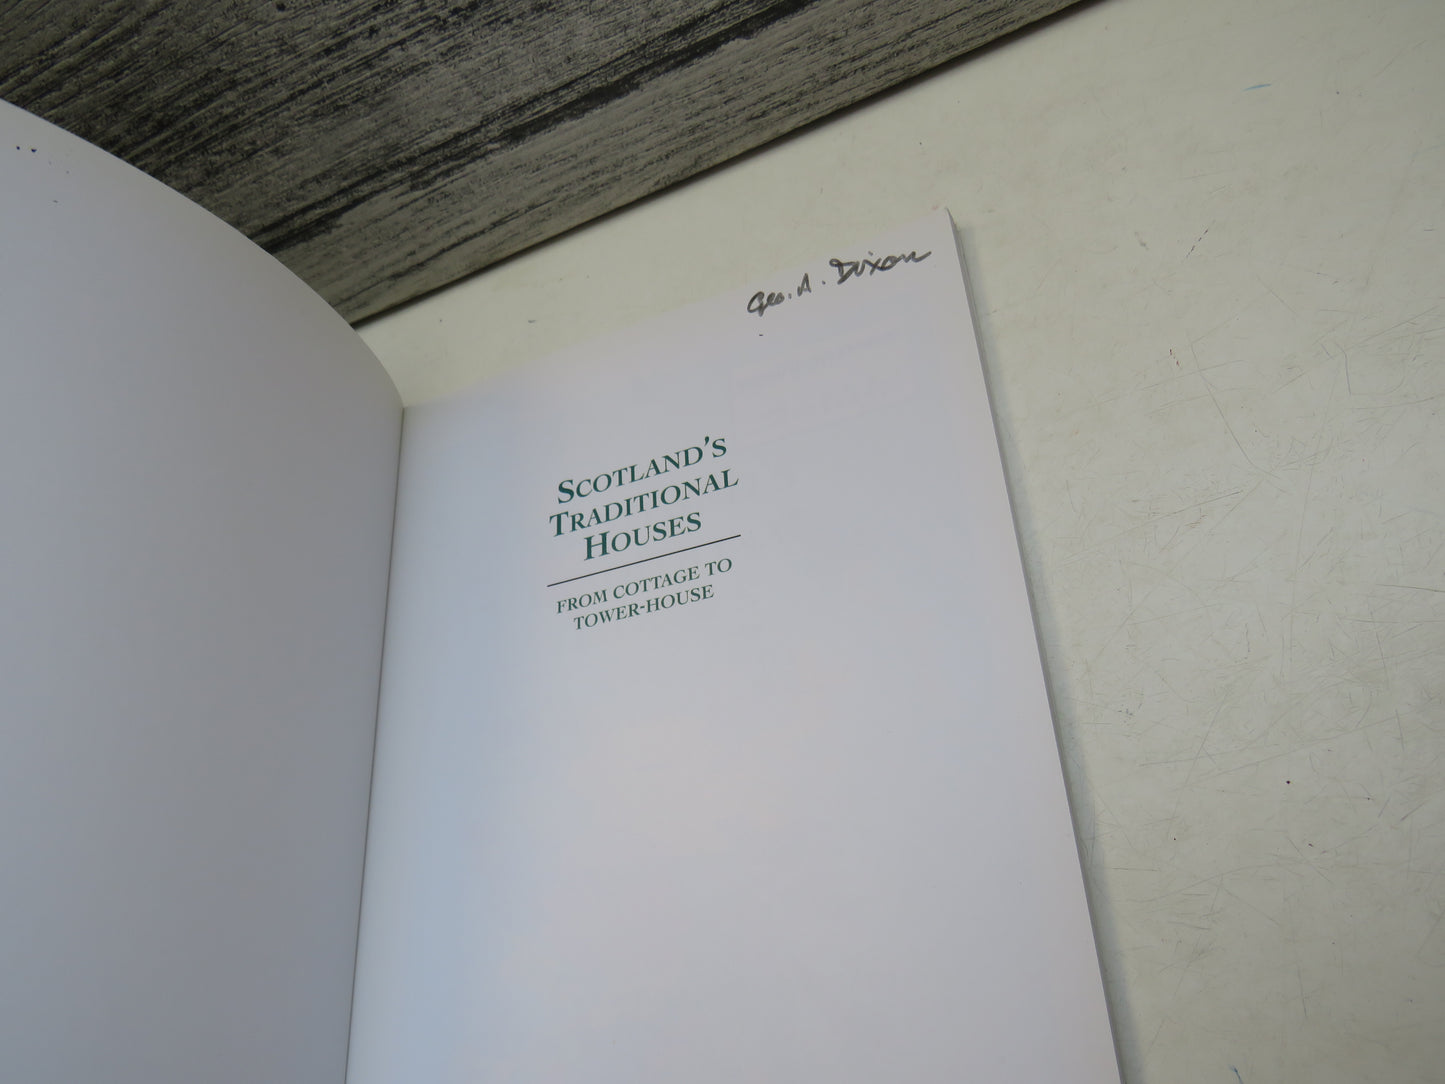 Geo. A. Dixon
SCOTLAND'S
TRADITIONAL
HOUSES
FROM COTTAGE TO
TOWER-HOUSE